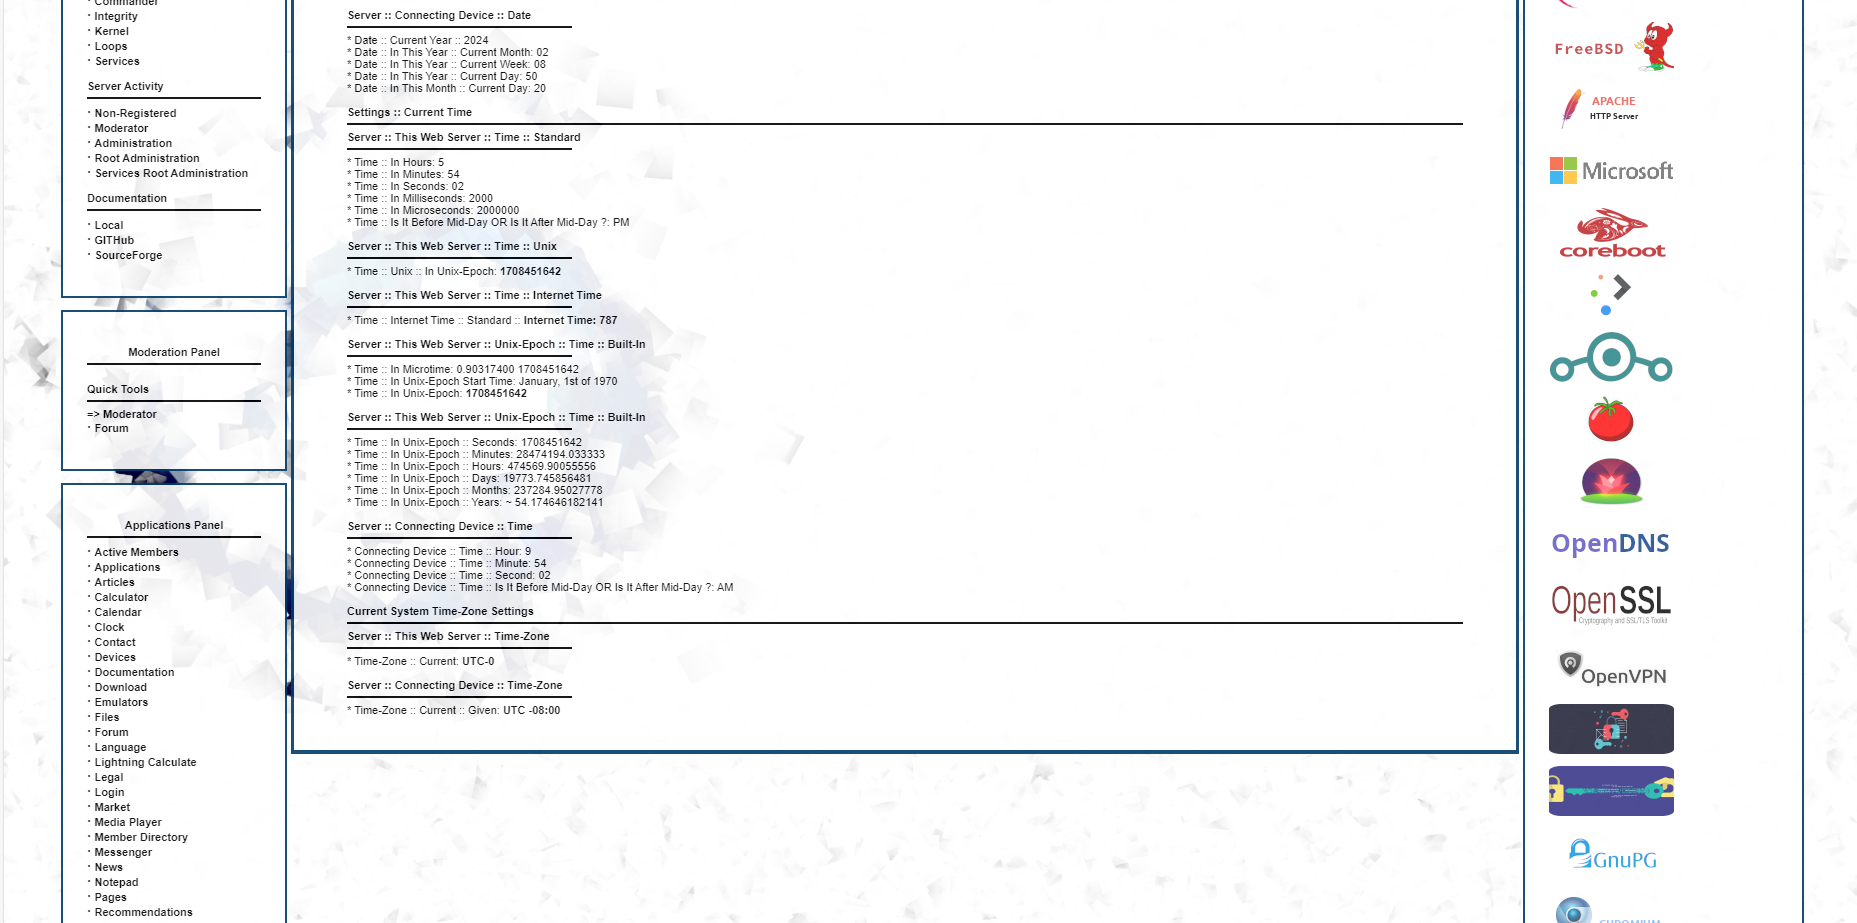 Commander
· Integrity
· Kernel
· Loops
· Services
Server Activity
· Non-Registered
· Moderator
· Administration
· Root Administration
· Services Root Administration
Documentation
· Local
· GITHub
· SourceForge
Moderation Panel
Quick Tools
=> Moderator
· Forum
Applications Panel
· Active Members
· Applications
· Articles
· Calculator
· Calendar
· Clock
· Contact
· Devices
· Documentation
· Download
· Emulators
· Files
· Forum
· Language
· Lightning Calculate
· Legal
· Login
· Market
· Media Player
· Member Directory
· Messenger
· News
· Notepad
· Pages
· Recommendations
Server :: Connecting Device :: Date
* Date :: Current Year :: 2024
* Date :: In This Year :: Current Month: 02
* Date :: In This Year :: Current Week: 08
* Date :: In This Year :: Current Day: 50
* Date :: In This Month :: Current Day: 20
Settings :: Current Time
Server :: This Web Server :: Time :: Standard
* Time :: In Hours: 5
* Time :: In Minutes: 54
* Time :: In Seconds: 02
* Time :: In Milliseconds: 2000
* Time :: In Microseconds: 2000000
* Time :: Is It Before Mid-Day OR Is It After Mid-Day ?: PM
Server :: This Web Server :: Time :: Unix
* Time :: Unix :: In Unix-Epoch: 1708451642
Server :: This Web Server :: Time :: Internet Time
* Time :: Internet Time :: Standard :: Internet Time: 787
Server :: This Web Server :: Unix-Epoch :: Time :: Built-In
* Time :: In Microtime: 0.90317400 1708451642
* Time :: In Unix-Epoch Start Time: January, 1st of 1970
* Time :: In Unix-Epoch: 1708451642
Server :: This Web Server :: Unix-Epoch :: Time :: Built-In
* Time :: In Unix-Epoch :: Seconds: 1708451642
* Time :: In Unix-Epoch :: Minutes: 28474194.033333
* Time :: In Unix-Epoch :: Hours: 474569.90055556
* Time :: In Unix-Epoch :: Days: 19773.745856481
* Time :: In Unix-Epoch :: Months: 237284.95027778
* Time :: In Unix-Epoch :: Years: ~ 54.174646182141
Server :: Connecting Device :: Time
* Connecting Device :: Time :: Hour: 9
* Connecting Device :: Time :: Minute: 54
* Connecting Device :: Time :: Second: 02
* Connecting Device :: Time :: Is It Before Mid-Day OR Is It After Mid-Day ?: AM
Current System Time-Zone Settings
Server :: This Web Server :: Time-Zone
* Time-Zone :: Current: UTC-0
Server :: Connecting Device :: Time-Zone
* Time-Zone :: Current :: Given: UTC -08:00
FreeBSD
APACHE
HTTP Server
Microsoft
coreboot
OpenDNS
OpenSSL
Cryptography and SSL/TLS Toolkit
OpenVPN
GnuPG
CHROMIUM